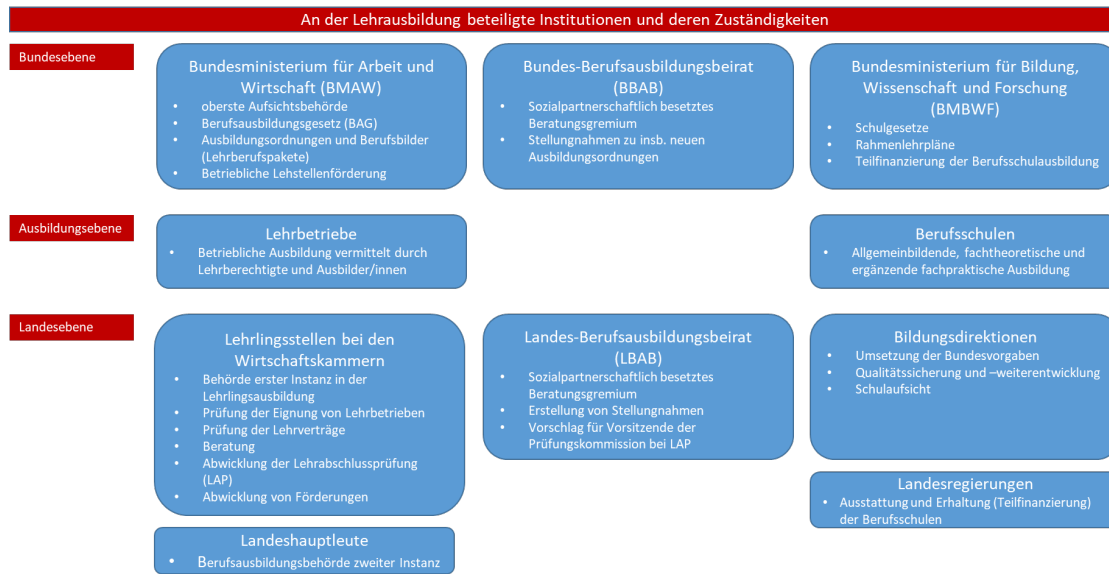 An der Lehrausbildung beteiligte Institutionen und deren Zuständigkeiten
Bundesebene
Bundesministerium für Arbeit und
Wirtschaft (BMAW)
• oberste Aufsichtsbehörde
• Berufsausbildungsgesetz (BAG)
• Ausbildungsordnungen und Berufsbilder
(Lehrberufspakete)
• Betriebliche Lehstellenförderung
Bundes-Berufsausbildungsbeirat
(BBAB)
• Sozialpartnerschaftlich besetztes
Beratungsgremium
• Stellungnahmen zu insb. neuen
Ausbildungsordnungen
Bundesministerium für Bildung,
Wissenschaft und Forschung
(BMBWF)
• Schulgesetze
• Rahmenlehrpläne
• Teilfinanzierung der Berufsschulausbildung
Ausbildungsebene
Lehrbetriebe
• Betriebliche Ausbildung vermittelt durch
Lehrberechtigte und Ausbilder/innen
Berufsschulen
• Allgemeinbildende, fachtheoretische und
ergänzende fachpraktische Ausbildung
Landesebene
Lehrlingsstellen bei den
Wirtschaftskammern
• Behörde erster Instanz in der
Lehrlingsausbildung
• Prüfung der Eignung von Lehrbetrieben
• Prüfung der Lehrverträge
• Beratung
• Abwicklung der Lehrabschlussprüfung
(LAP)
• Abwicklung von Förderungen
Landes-Berufsausbildungsbeirat
(LBAB)
• Sozialpartnerschaftlich besetztes
Beratungsgremium
• Erstellung von Stellungnahmen
• Vorschlag für Vorsitzende der
Prüfungskommission bei LAP
Bildungsdirektionen
• Umsetzung der Bundesvorgaben
• Qualitätssicherung und –weiterentwicklung
• Schulaufsicht
Landesregierungen
• Ausstattung und Erhaltung (Teilfinanzierung)
der Berufsschulen
Landeshauptleute
• Berufsausbildungsbehörde zweiter Instanz